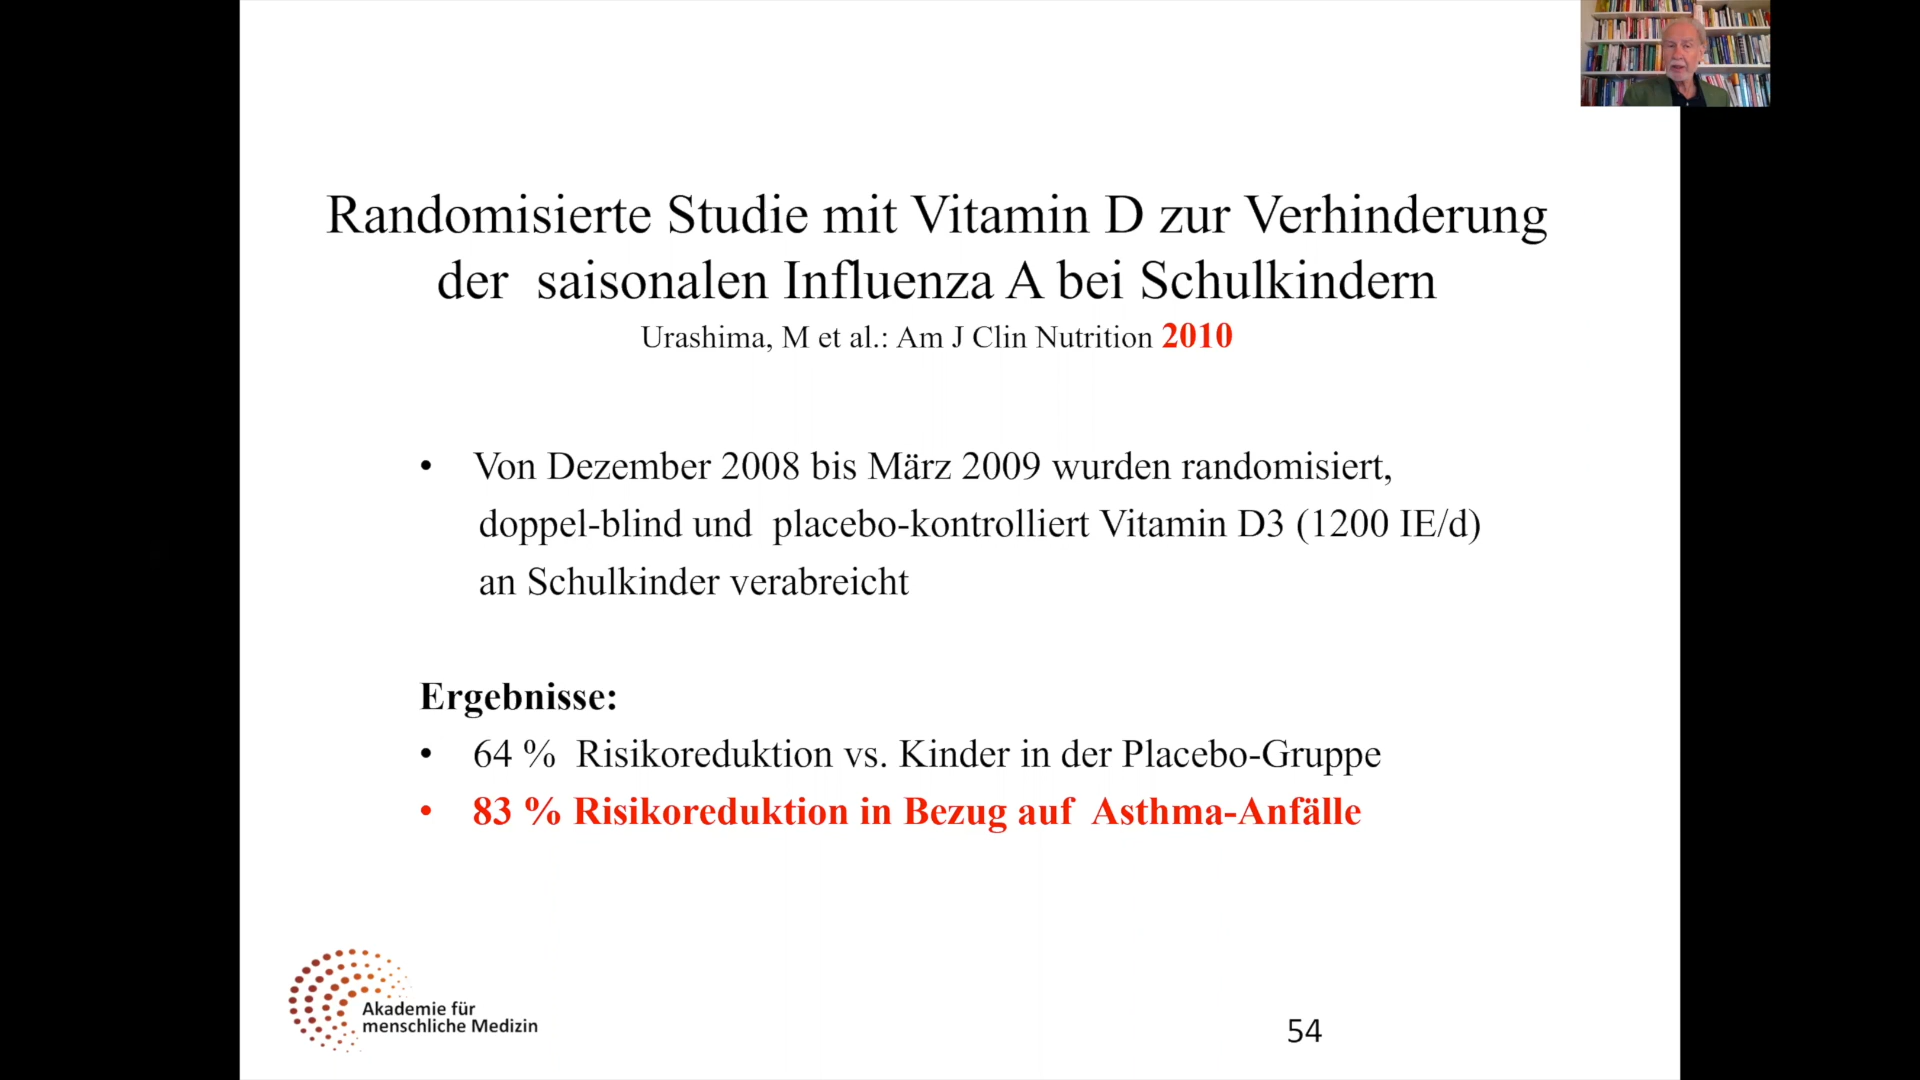 Randomisierte Studie mit Vitamin D zur Verhinderung
der saisonalen Influenza A bei Schulkindern
Urashima, M et al.: Am J Clin Nutrition 2010
• Von Dezember 2008 bis März 2009 wurden randomisiert,
doppel-blind und placebo-kontrolliert Vitamin D3 (1200 IE/d)
an Schulkinder verabreicht
Ergebnisse:
• 64 % Risikoreduktion vs. Kinder in der Placebo-Gruppe
• 83 % Risikoreduktion in Bezug auf Asthma-Anfälle
Akademie für
menschliche Medizin
54